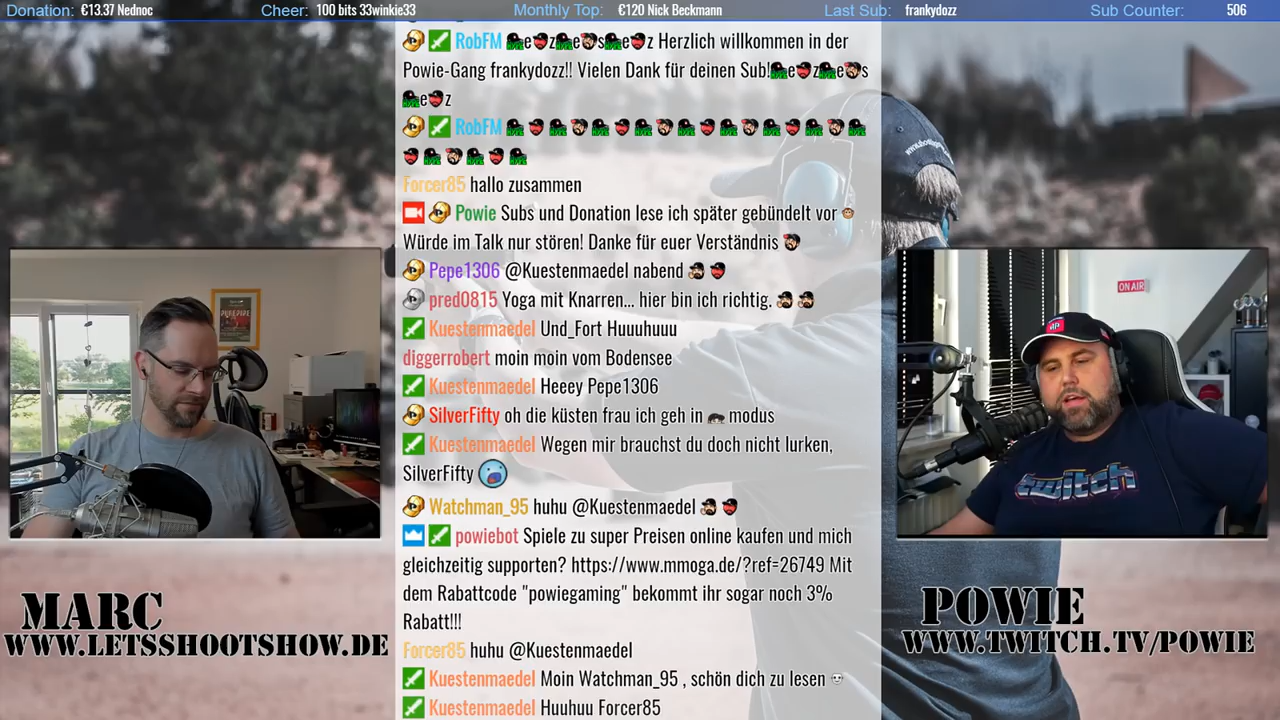 Donation: €13.37 Nednoc Cheer: 100 bits 33winkie33 Monthly Top: €120 Nick Beckmann Last Sub: frankydozz Sub Counter: 506
RobFM e z e s e z Herzlich willkommen in der
Powie-Gang frankydozz!! Vielen Dank für deinen Sub! e z e s
e z
RobFM
Forcer85 hallo zusammen
Powie Subs und Donation lese ich später gebündelt vor
Würde im Talk nur stören! Danke für euer Verständnis
Pepe1306 @Kuestenmaedel nabend
pred0815 Yoga mit Knarren... hier bin ich richtig.
Kuestenmaedel Und_Fort Huuuhuuu
diggerrobert moin moin vom Bodensee
Kuestenmaedel Heeey Pepe1306
SilverFifty oh die küsten frau ich geh in modus
Kuestenmaedel Wegen mir brauchst du doch nicht lurken,
SilverFifty
Watchman_95 huhu @Kuestenmaedel
powiebot Spiele zu super Preisen online kaufen und mich
gleichzeitig supporten? https://www.mmoga.de/?ref=26749 Mit
dem Rabattcode "powiegaming" bekommt ihr sogar noch 3%
Rabatt!!!
Forcer85 huhu @Kuestenmaedel
Kuestenmaedel Moin Watchman_95 , schön dich zu lesen
Kuestenmaedel Huuhuu Forcer85
MARC
WWW.LETSSHOOTSHOW.DE
ON AIR
twitch
POWIE
WWW.TWITCH.TV/POWIE